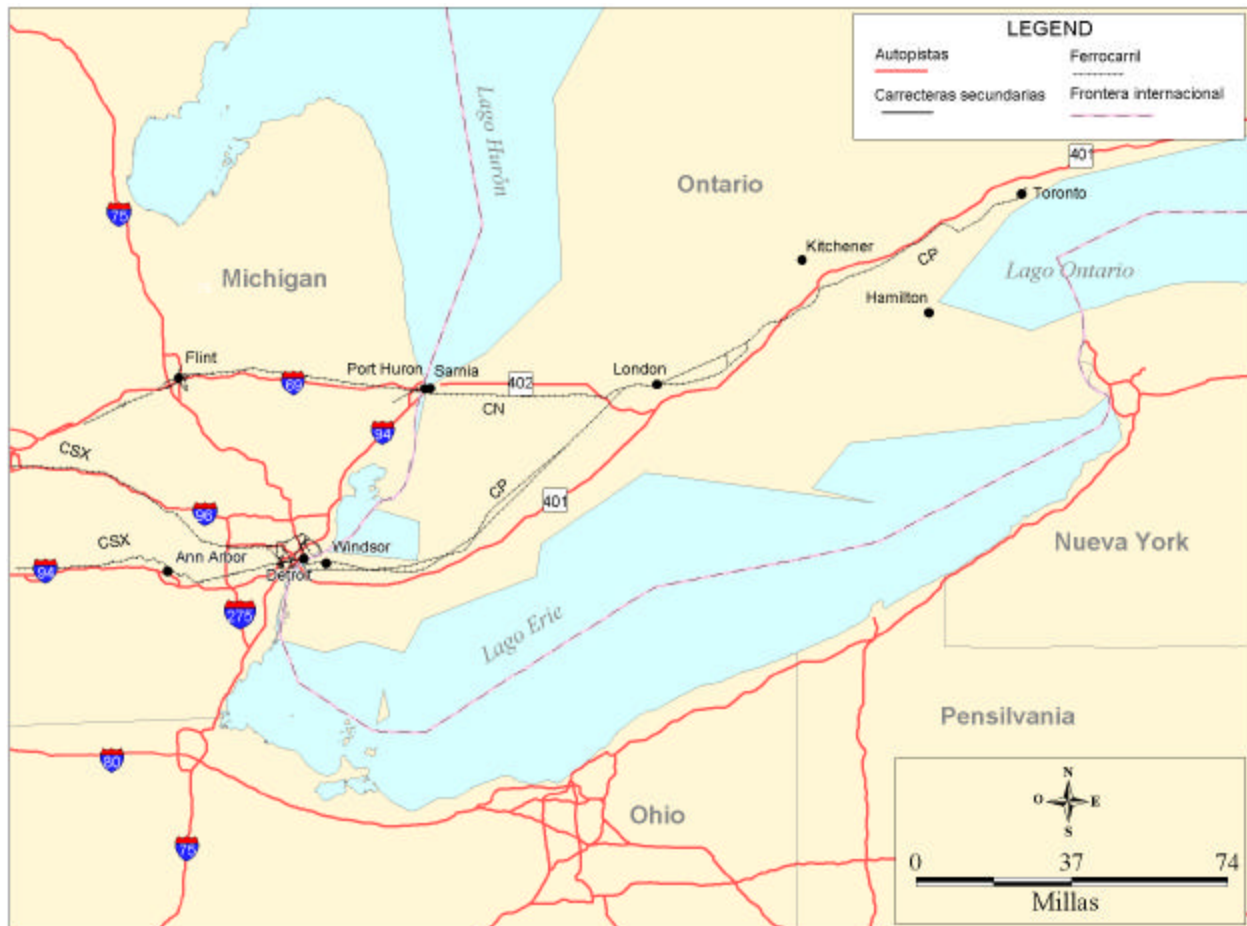 LEGEND
Autopistas
Ferrocarril
Carrecteras secundarias
Frontera internacional
Lago Hurón
401
Ontario
Toronto
75
Kitchener
CP
Lago Ontario
Michigan
Hamilton
Flint
Port Huron
Sarnia
69
402
London
CN
94
CSX
CP
401
96
CSX
Ann Arbor
Windsor
Nueva York
94
Detroit
275
Lago Erie
Pensilvania
80
Ohio
75
N
O
E
S
0 37 74
Millas